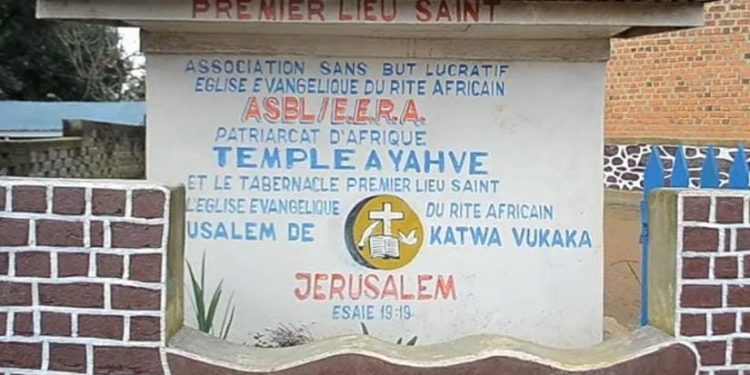 PREMIER LIEU SAINT
ASSOCIATION SANS BUT LUCRATIF
EGLISE EVANGELIQUE DU RITE AFRICAIN
ASBL/E.E.R.A.
PATRIARCAT D'AFRIQUE
TEMPLE A YAHVE
ET LE TABERNACLE PREMIER LIEU SAINT
L'EGLISE EVANGELIQUE DU RITE AFRICAIN
USALEM DE KATWA VUKAKA
JERUSALEM
ESAIE 19:19